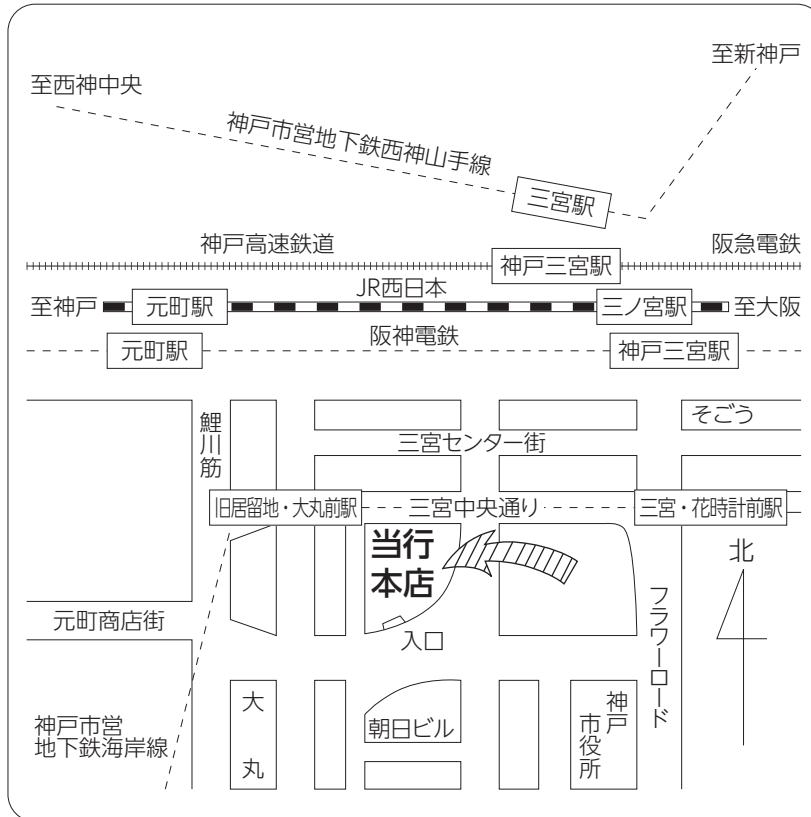 至新神戸
至西神中央
神戸市営地下鉄西神山手線
三宮駅
神戸高速鉄道
阪急電鉄
神戸三宮駅
JR西日本
至神戸
元町駅
三ノ宮駅
至大阪
阪神電鉄
元町駅
神戸三宮駅
鯉川筋
そごう
三宮センター街
旧居留地・大丸前駅
三宮中央通り
三宮・花時計前駅
当行
本店
北
入口
元町商店街
フラワーロード
大丸
朝日ビル
神戸
市役所
神戸市営
地下鉄海岸線